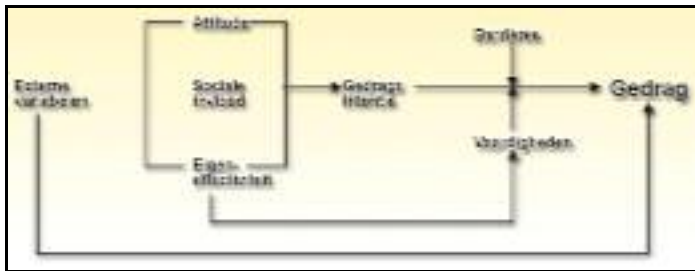 Attitude
Barrières
Externe
variabelen
Sociale
invloed
Gedrags
intentie
Gedrag
Vaardigheden
Eigen-
effectiviteit